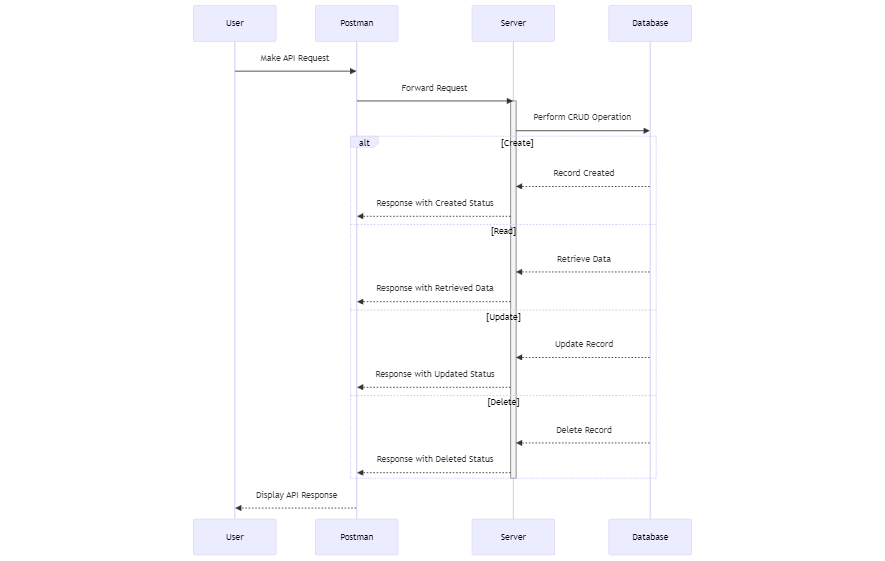 User
Postman
Server
Database
Make API Request
Forward Request
Perform CRUD Operation
alt
[Create]
Record Created
Response with Created Status
[Read]
Retrieve Data
Response with Retrieved Data
[Update]
Update Record
Response with Updated Status
[Delete]
Delete Record
Response with Deleted Status
Display API Response
User
Postman
Server
Database